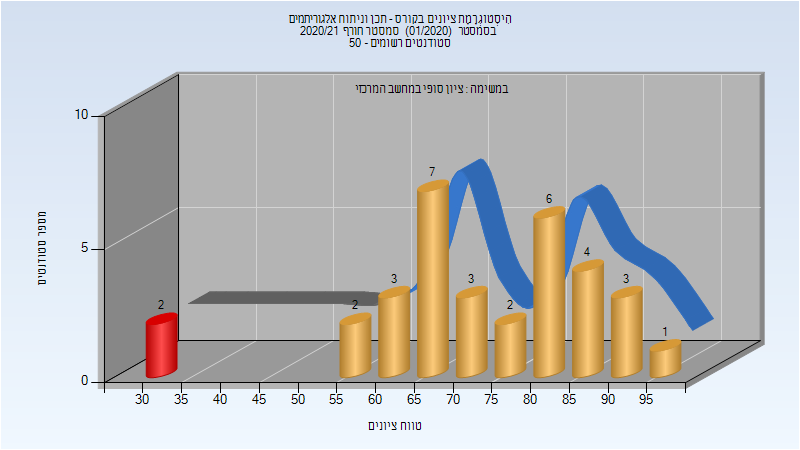 היסטוגרמת ציונים בקורס - תכן וניתוח אלגוריתמים
בסמסטר (01/2020) סמסטר חורף 2020/21
סטודנטים רשומים - 50
במשימה : ציון סופי במחשב המרכזי
10
5
0
מספר סטודנטים
2
2
3
7
3
2
6
4
3
1
30 35 40 45 50 55 60 65 70 75 80 85 90 95
טווח ציונים